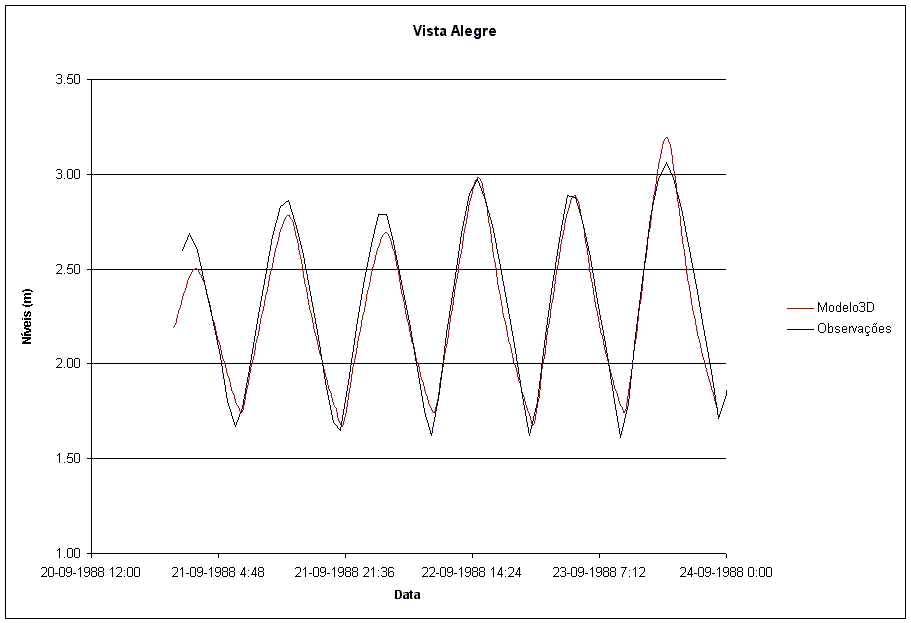 Vista Alegre
3.50
3.00
2.50
2.00
1.50
1.00
Níveis (m)
20-09-1988 12:00
21-09-1988 4:48
21-09-1988 21:36
22-09-1988 14:24
23-09-1988 7:12
24-09-1988 0:00
Data
Modelo3D
Observações